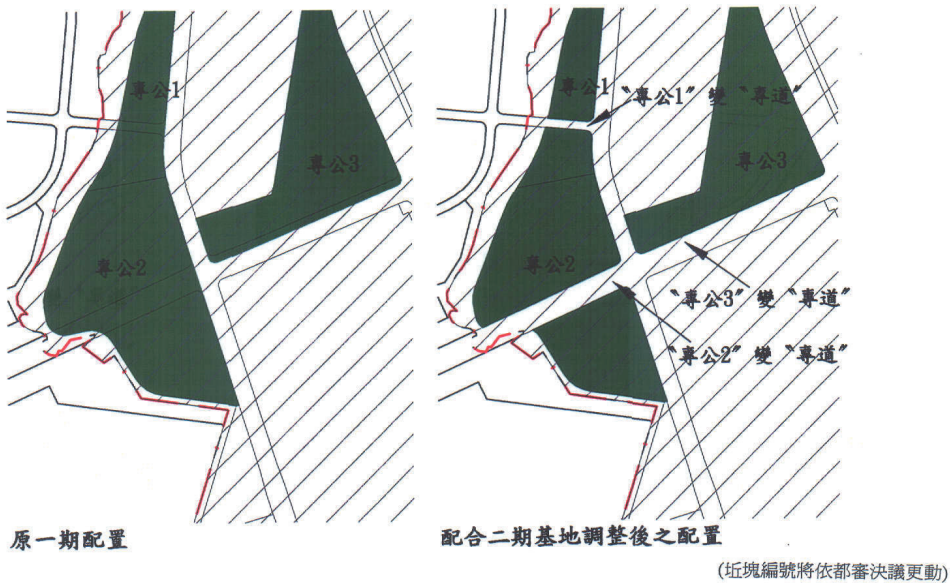 專公1
專公3
專公2
原一期配置
專公1
〝專公1〞變〝專道〞
專公3
專公2
〝專公3〞變〝專道〞
〝專公2〞變〝專道〞
配合二期基地調整後之配置
(坵塊編號將依都審決議更動)